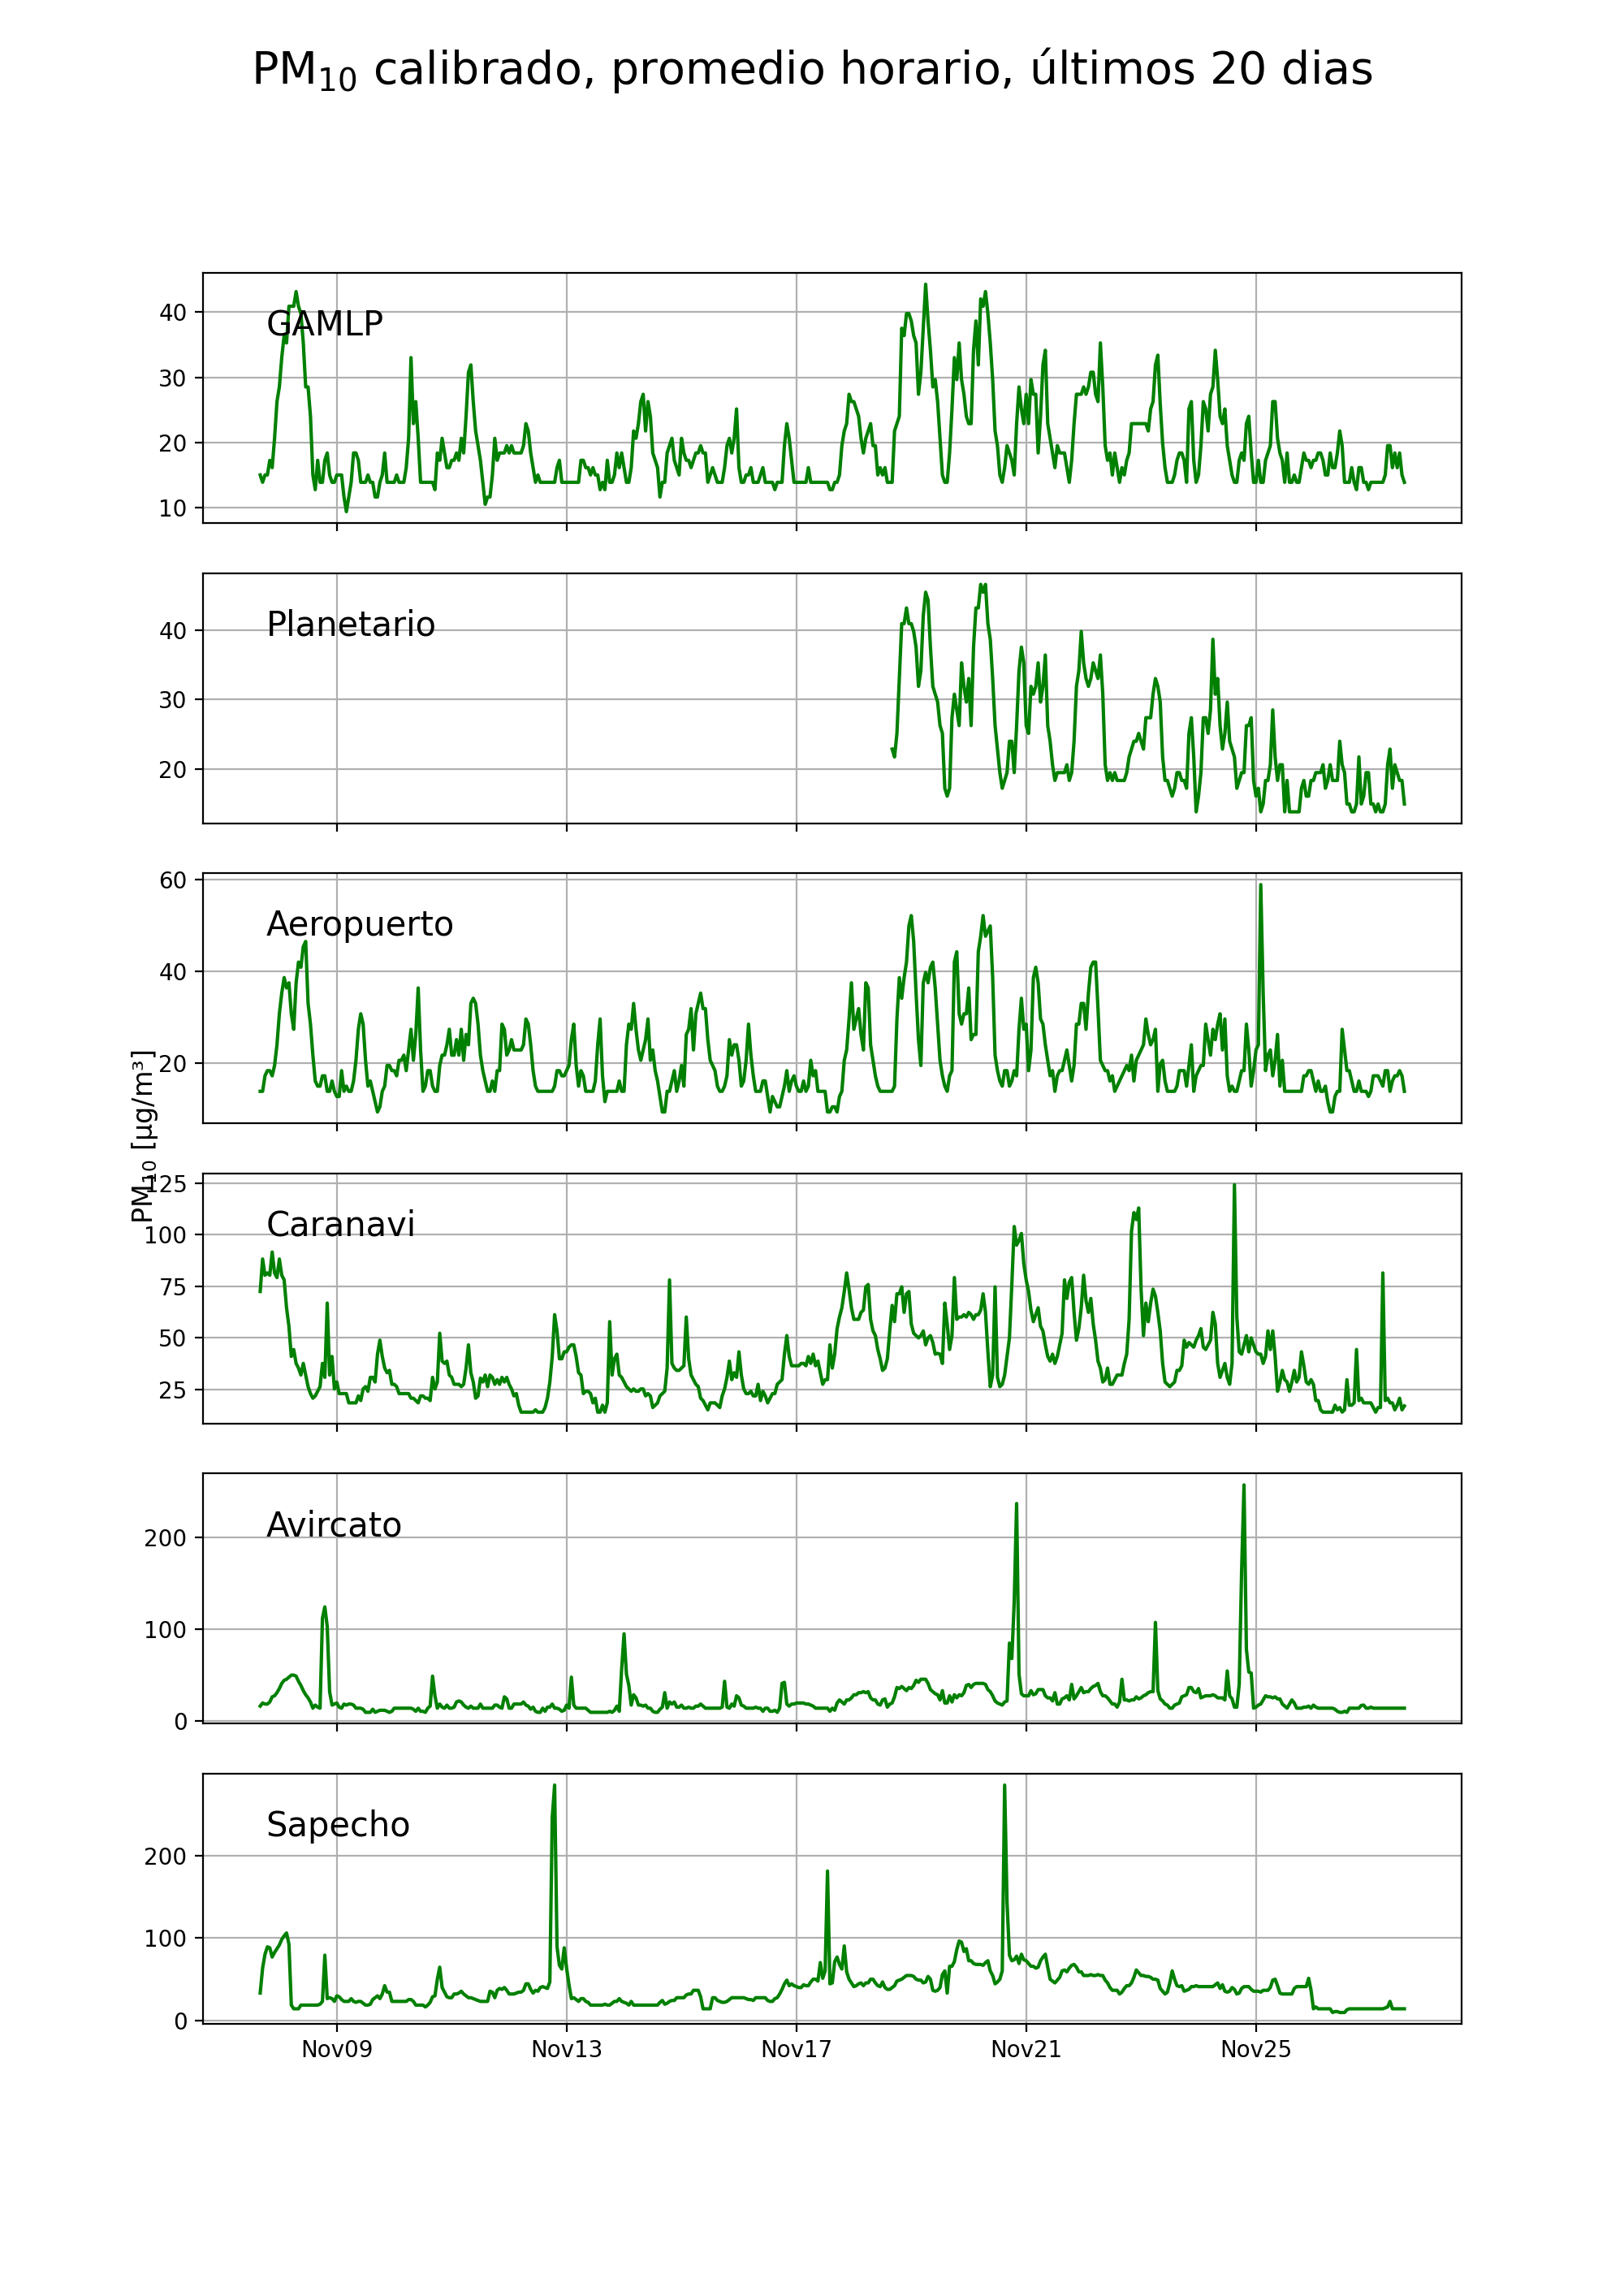 PM₁₀ calibrado, promedio horario, últimos 20 dias
GAMLP
40
30
20
10
Planetario
40
30
20
Aeropuerto
60
40
20
PM₁₀ [µg/m³]
Caranavi
125
100
75
50
25
Avircato
200
100
0
Sapecho
200
100
0
Nov09 Nov13 Nov17 Nov21 Nov25